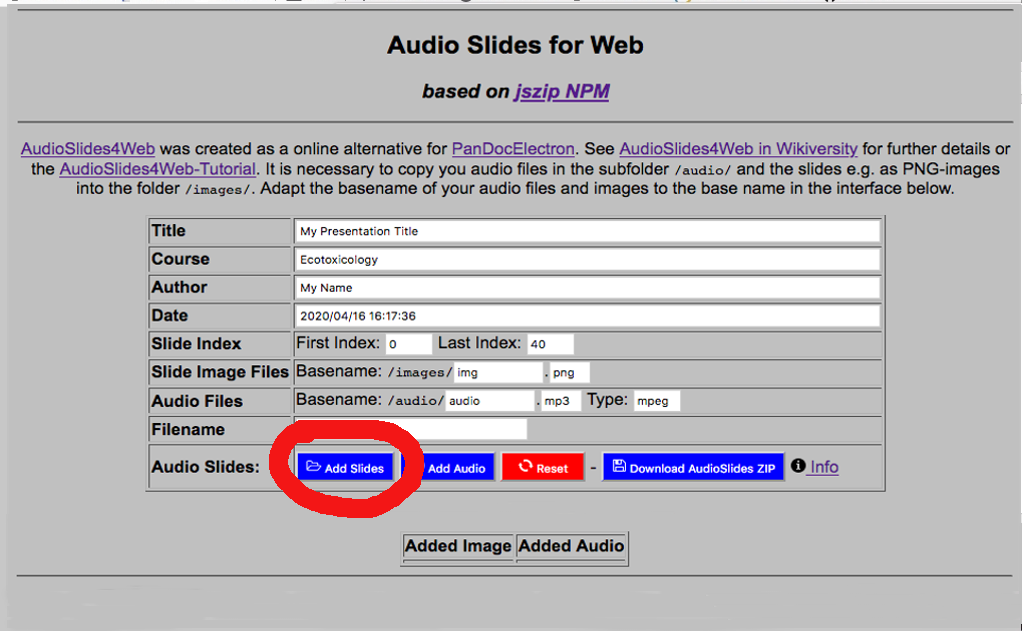 Audio Slides for Web
based on jszip NPM
AudioSlides4Web was created as a online alternative for PanDocElectron. See AudioSlides4Web in Wikiversity for further details or
the AudioSlides4Web-Tutorial. It is necessary to copy you audio files in the subfolder /audio/ and the slides e.g. as PNG-images
into the folder /images/. Adapt the basename of your audio files and images to the base name in the interface below.
Title My Presentation Title
Course Ecotoxicology
Author My Name
Date 2020/04/16 16:17:36
Slide Index First Index: 0 Last Index: 40
Slide Image Files Basename: /images/ img . png
Audio Files Basename: /audio/ audio . mp3 Type: mpeg
Filename
Audio Slides: Add Slides Add Audio Reset - Download AudioSlides ZIP Info
Added Image Added Audio